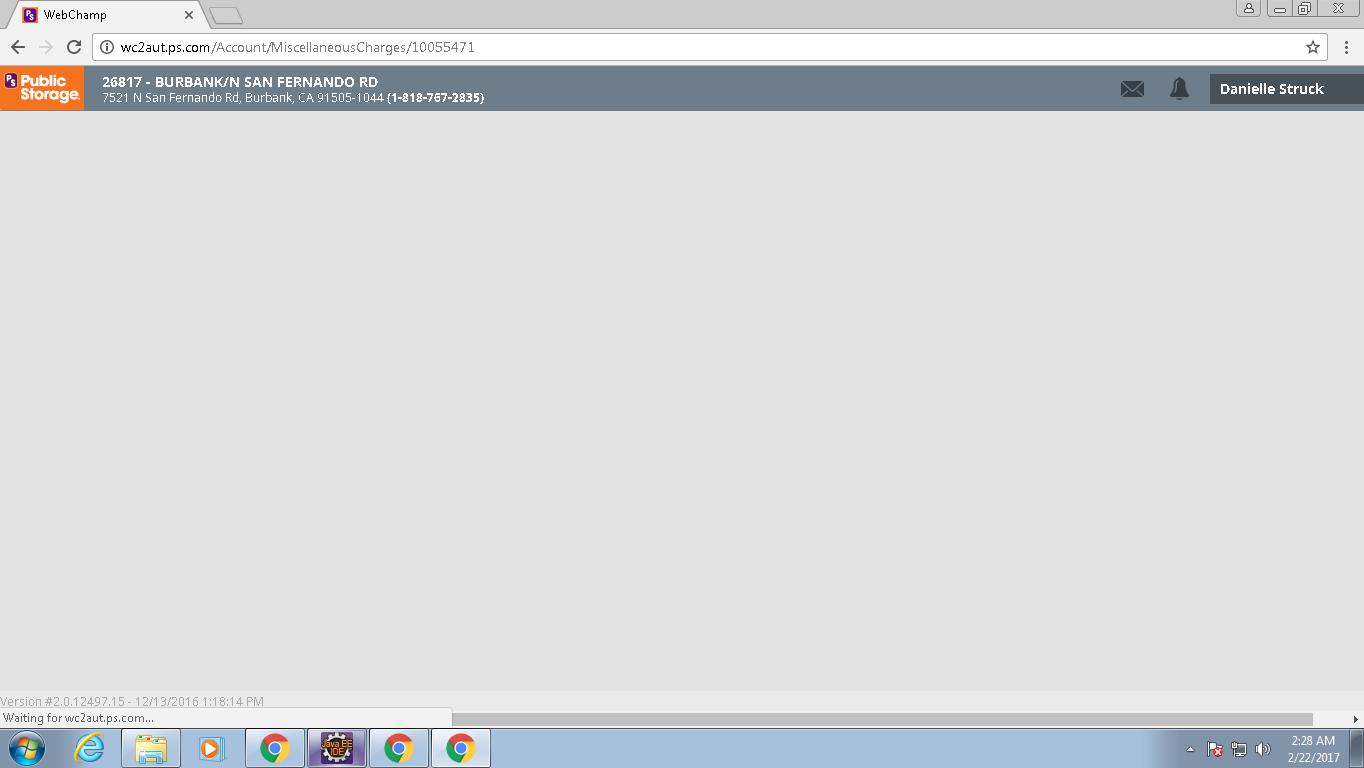 WebChamp
wc2aut.ps.com/Account/MiscellaneousCharges/10055471
PS Public Storage.
26817 - BURBANK/N SAN FERNANDO RD
7521 N San Fernando Rd, Burbank, CA 91505-1044 (1-818-767-2835)
Danielle Struck
Version #2.0.12497.15 - 12/13/2016 1:18:14 PM
Waiting for wc2aut.ps.com...
Java EE
IDE
2:28 AM
2/22/2017